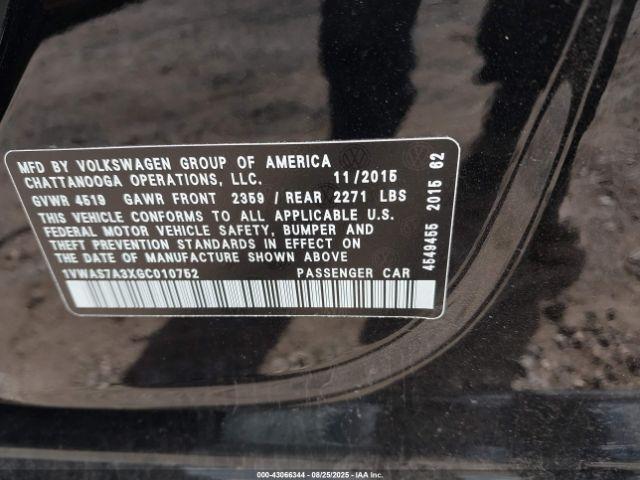 MFD BY VOLKSWAGEN GROUP OF AMERICA
CHATTANOOGA OPERATIONS, LLC. 11/2015
GVWR 4519 GAWR FRONT 2359 / REAR 2271 LBS
THIS VEHICLE CONFORMS TO ALL APPLICABLE U.S.
FEDERAL MOTOR VEHICLE SAFETY, BUMPER AND
THEFT PREVENTION STANDARDS IN EFFECT ON
THE DATE OF MANUFACTURE SHOWN ABOVE
1VWAS7A3XGC010752 PASSENGER CAR
4549455 2015 62
000-43066344 - 08/25/2025 - IAA Inc.